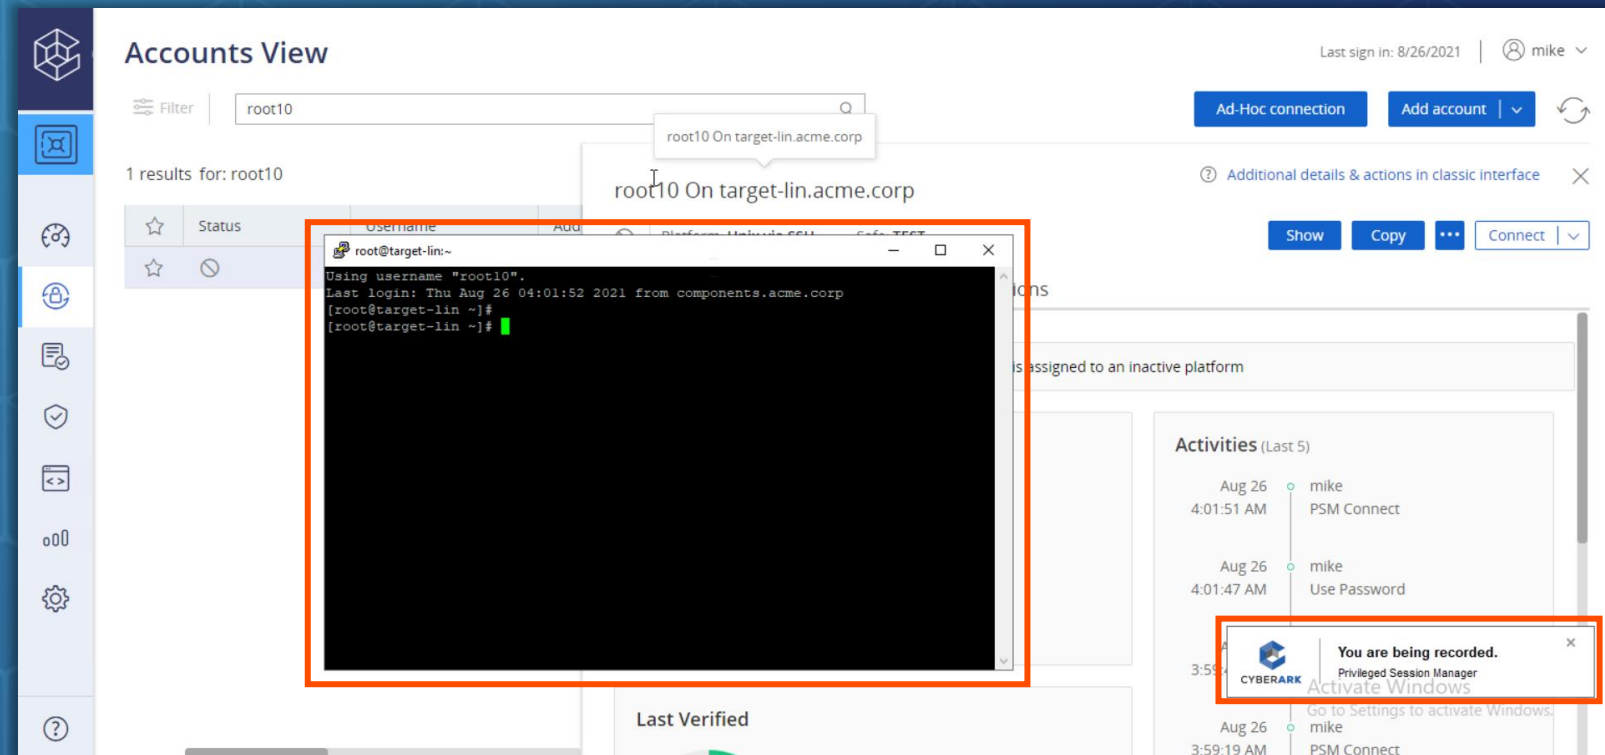 Accounts View
Last sign in: 8/26/2021
mike
Filter
root10
Ad-Hoc connection
Add account
root10 On target-lin.acme.corp
1 results for: root10
root10 On target-lin.acme.corp
Additional details & actions in classic interface
Status
Username
Add
Show
Copy
Connect
root@target-lin:~
Using username "root10".
Last login: Thu Aug 26 04:01:52 2021 from components.acme.corp
[root@target-lin ~]#
[root@target-lin ~]#
ions
is assigned to an inactive platform
Activities (Last 5)
Aug 26
mike
4:01:51 AM
PSM Connect
Aug 26
mike
4:01:47 AM
Use Password
3:59
You are being recorded.
CYBERARK
Privileged Session Manager
Activate Windows
Go to Settings to activate Windows.
Last Verified
Aug 26
mike
3:59:19 AM
PSM Connect